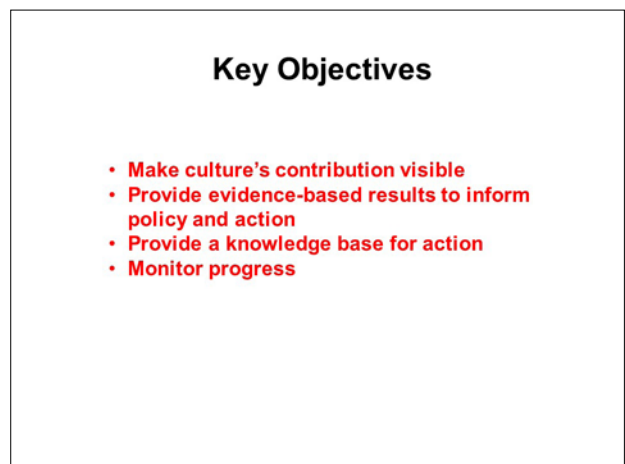 Key Objectives
• Make culture's contribution visible
• Provide evidence-based results to inform
policy and action
• Provide a knowledge base for action
• Monitor progress